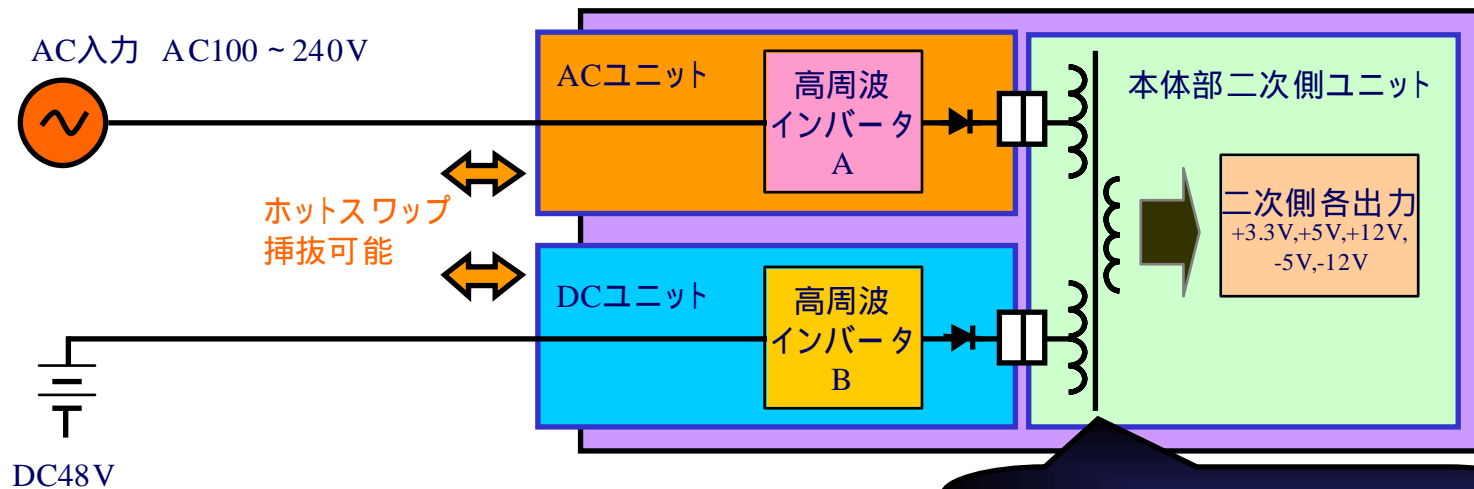 AC入力 AC100～240V
ACユニット
高周波
インバータ
A
本体部二次側ユニット
ホットスワップ
挿抜可能
二次側各出力
+3.3V,+5V,+12V,
-5V,-12V
DCユニット
高周波
インバータ
B
DC48V